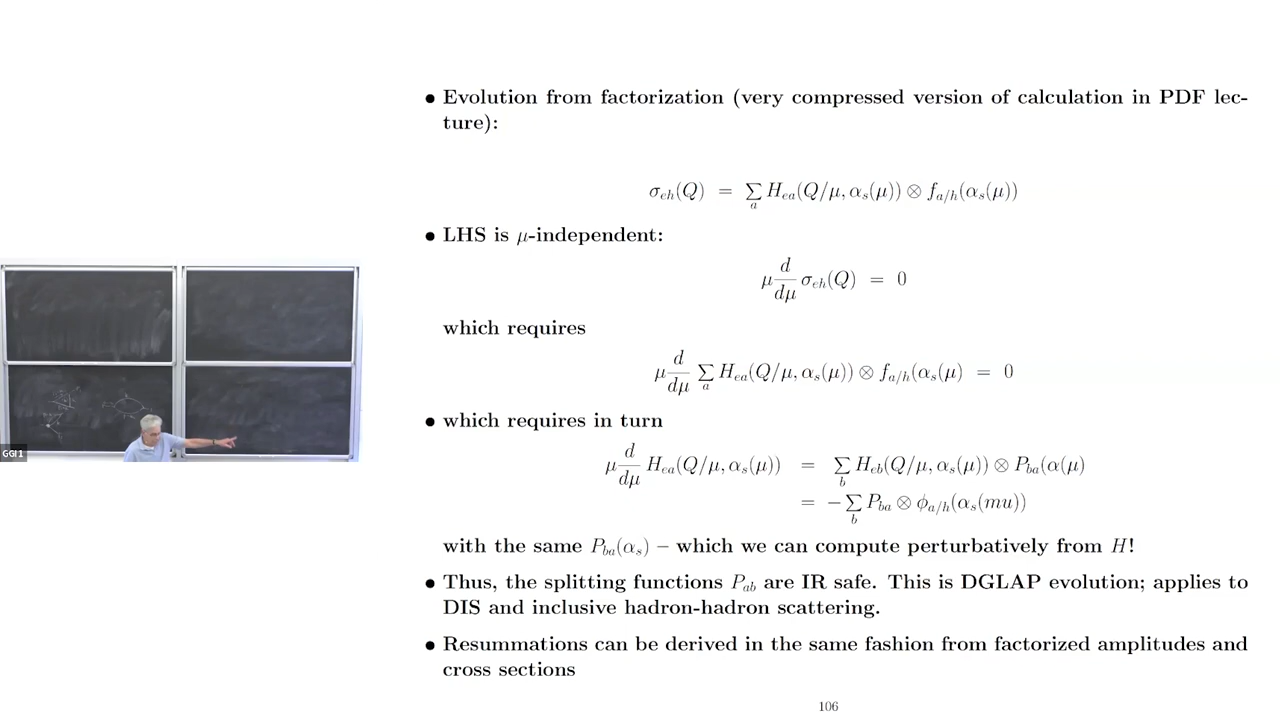 • Evolution from factorization (very compressed version of calculation in PDF lec-
ture):
σ_{eh}(Q) = ∑_a H_{ea}(Q/μ, α_s(μ)) ⊗ f_{a/h}(α_s(μ))
• LHS is μ-independent:
μ d/dμ σ_{eh}(Q) = 0
which requires
μ d/dμ ∑_a H_{ea}(Q/μ, α_s(μ)) ⊗ f_{a/h}(α_s(μ) = 0
• which requires in turn
μ d/dμ H_{ea}(Q/μ, α_s(μ)) = ∑_b H_{eb}(Q/μ, α_s(μ)) ⊗ P_{ba}(α(μ)
= − ∑_b P_{ba} ⊗ φ_{a/h}(α_s(mu))
with the same P_{ba}(α_s) – which we can compute perturbatively from H!
• Thus, the splitting functions P_{ab} are IR safe. This is DGLAP evolution; applies to
DIS and inclusive hadron-hadron scattering.
• Resummations can be derived in the same fashion from factorized amplitudes and
cross sections
GGI 1
106